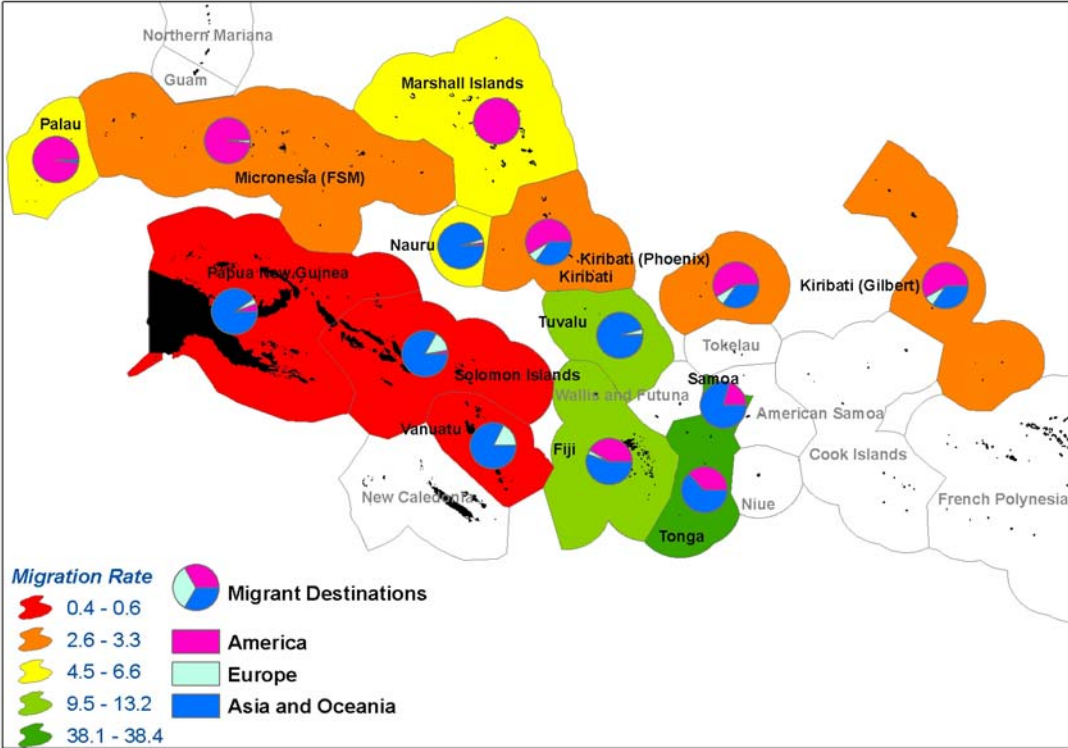 Northern Mariana
Guam
Marshall Islands
Palau
Micronesia (FSM)
Nauru
Kiribati (Phoenix)
Kiribati
Kiribati (Gilbert)
Papua New Guinea
Tuvalu
Tokelau
Solomon Islands
Samoa
Wallis and Futuna
American Samoa
Vanuatu
Fiji
Cook Islands
New Caledonia
Niue
French Polynesia
Tonga
Migration Rate
0.4 - 0.6
2.6 - 3.3
4.5 - 6.6
9.5 - 13.2
38.1 - 38.4
Migrant Destinations
America
Europe
Asia and Oceania